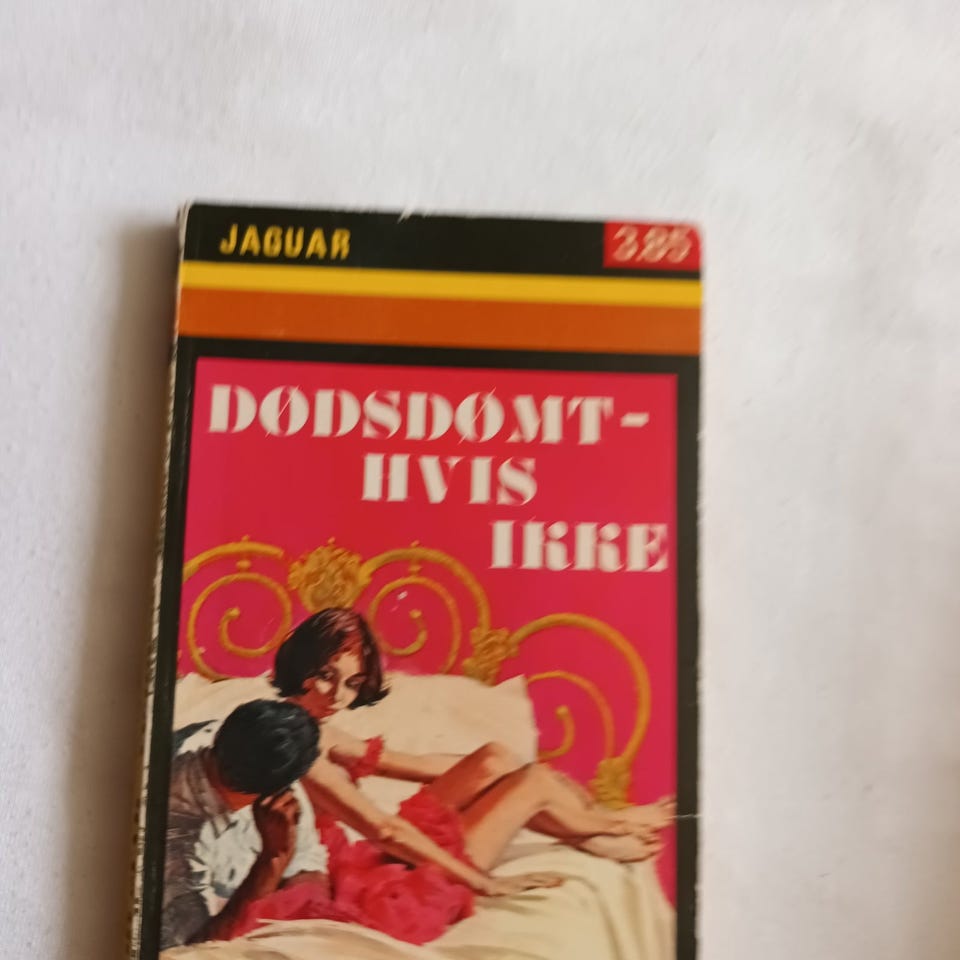 JAGUAR 3.85
DØDSDØMT-
HVIS
IKKE